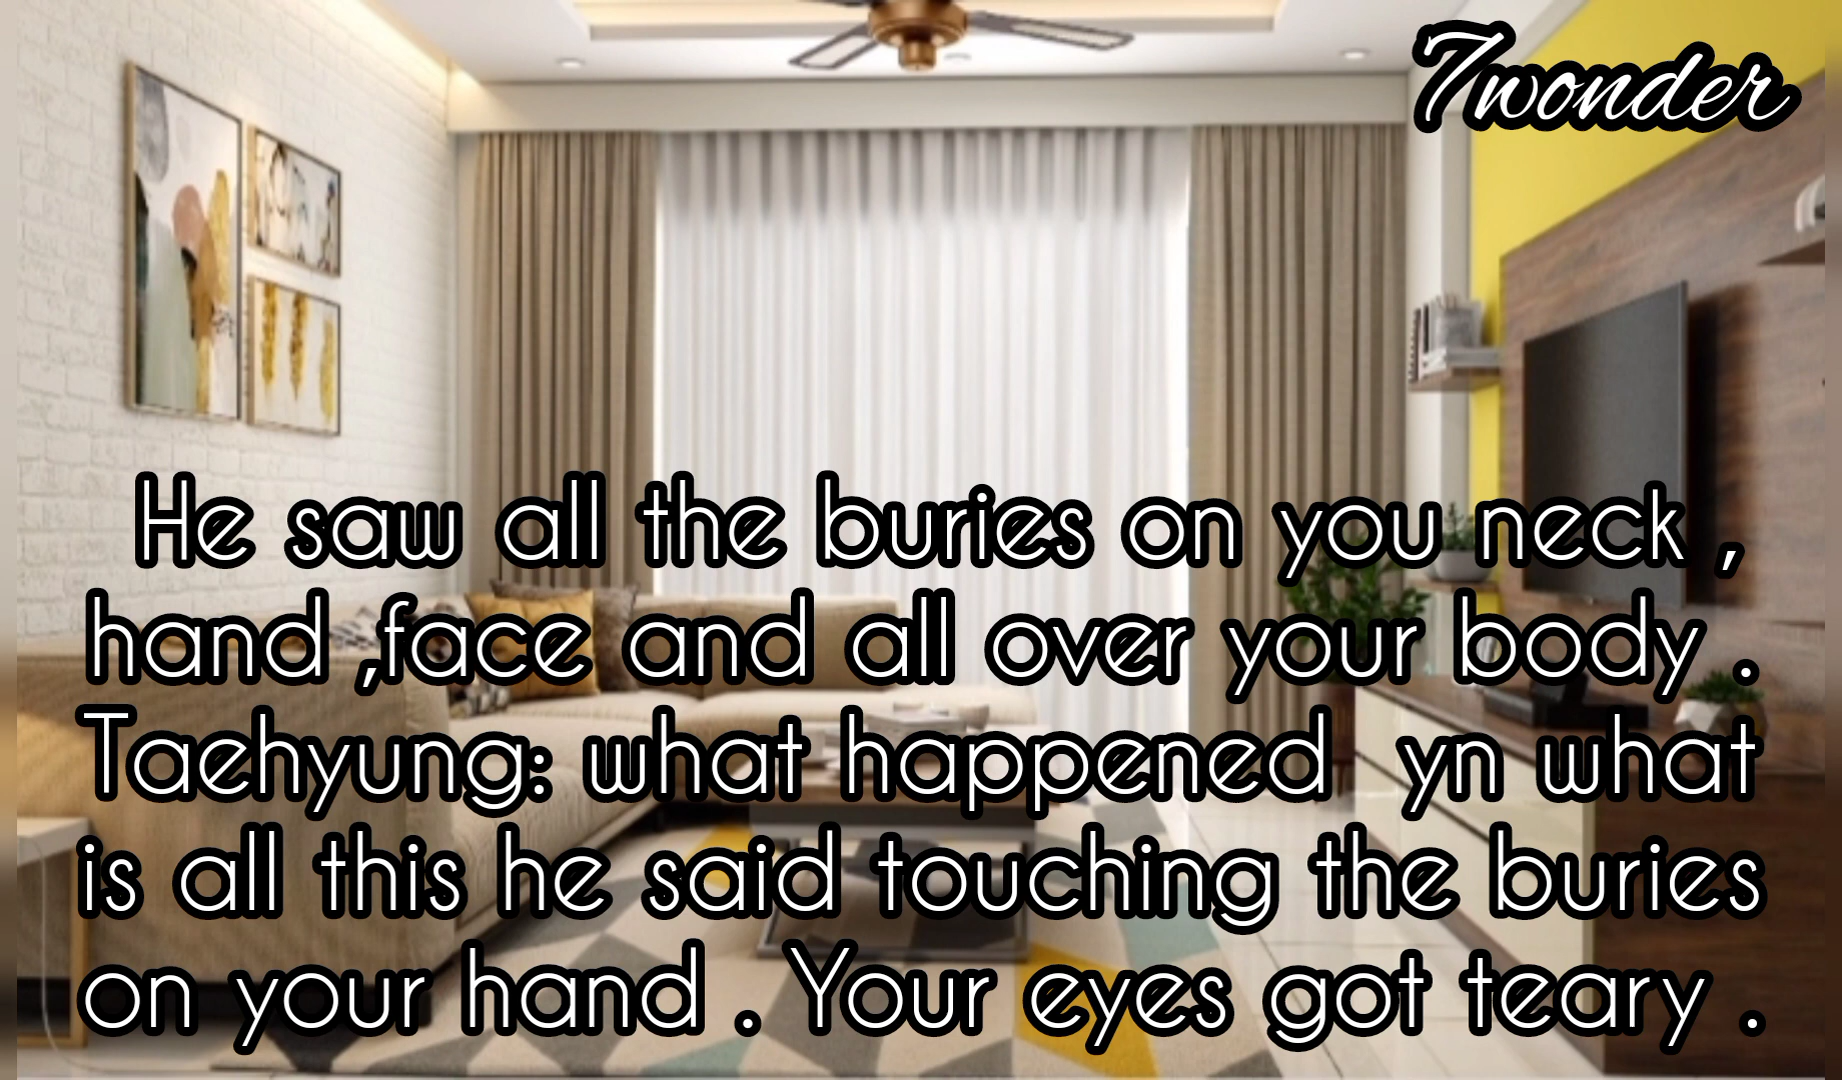 7wonder
He saw all the buries on you neck ,
hand ,face and all over your body .
Taehyung: what happened  yn what
is all this he said touching the buries
on your hand . Your eyes got teary .